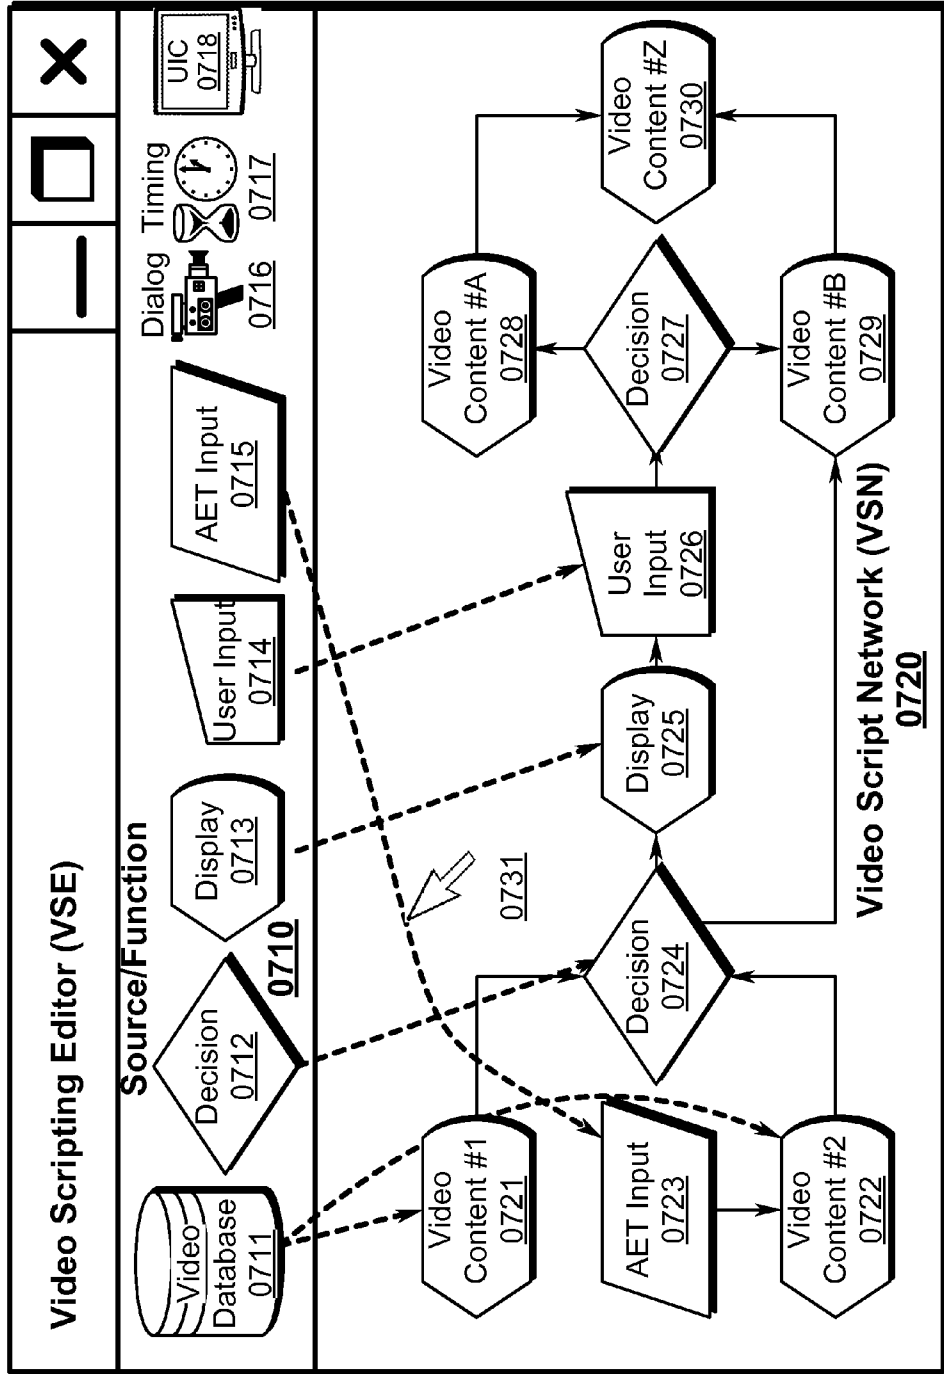 Video Scripting Editor (VSE)
Source/Function
0710
Video
Database
0711
Decision
0712
Display
0713
User Input
0714
AET Input
0715
Dialog
0716
Timing
0717
UIC
0718
Video
Content #1
0721
AET Input
0723
Video
Content #2
0722
Decision
0724
0731
Display
0725
User
Input
0726
Decision
0727
Video
Content #A
0728
Video
Content #B
0729
Video
Content #Z
0730
Video Script Network (VSN)
0720